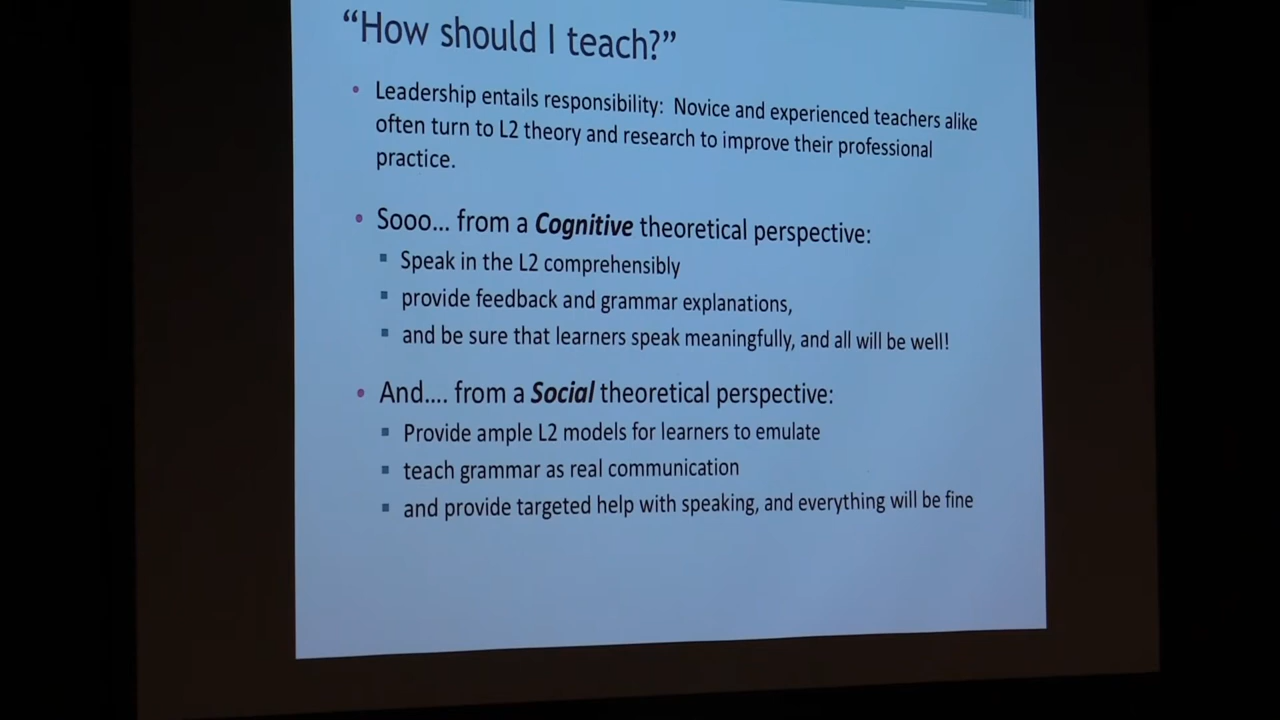 “How should I teach?”
• Leadership entails responsibility: Novice and experienced teachers alike
often turn to L2 theory and research to improve their professional
practice.
• Sooo... from a Cognitive theoretical perspective:
▪ Speak in the L2 comprehensibly
▪ provide feedback and grammar explanations,
▪ and be sure that learners speak meaningfully, and all will be well!
• And.... from a Social theoretical perspective:
▪ Provide ample L2 models for learners to emulate
▪ teach grammar as real communication
▪ and provide targeted help with speaking, and everything will be fine